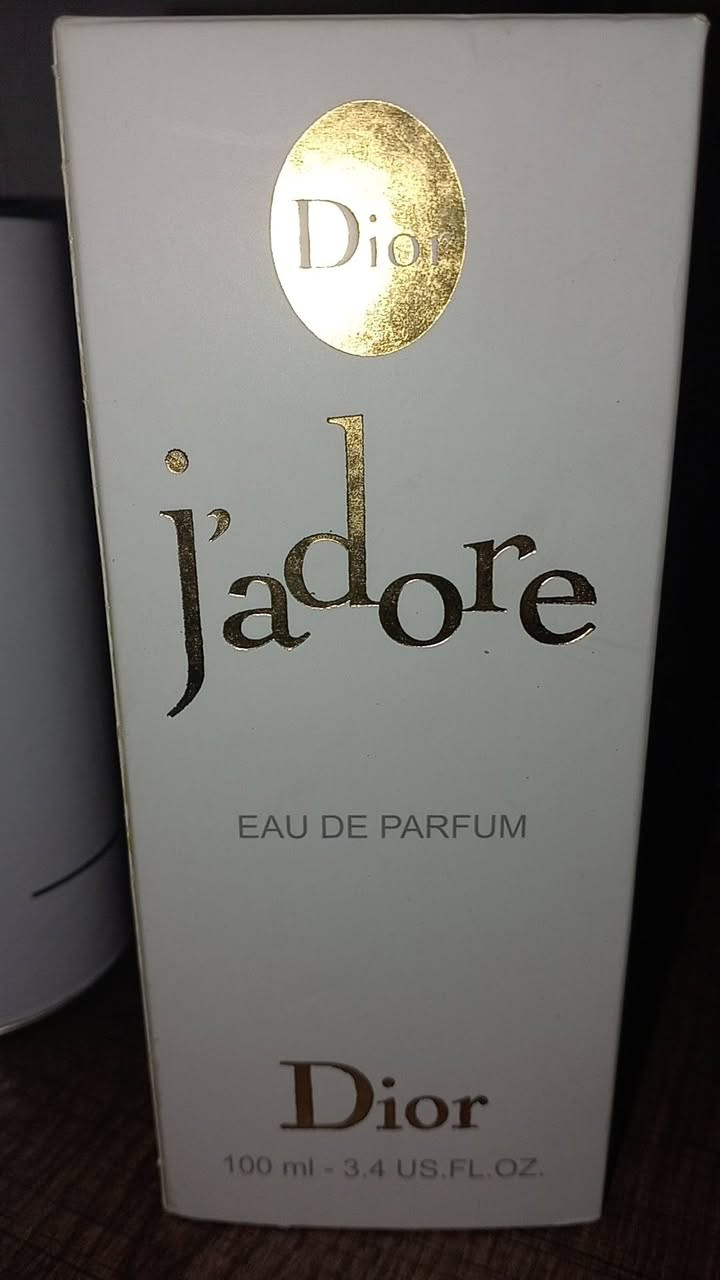 Dior
j'adore
EAU DE PARFUM
Dior
100 ml - 3.4 US.FL.OZ.